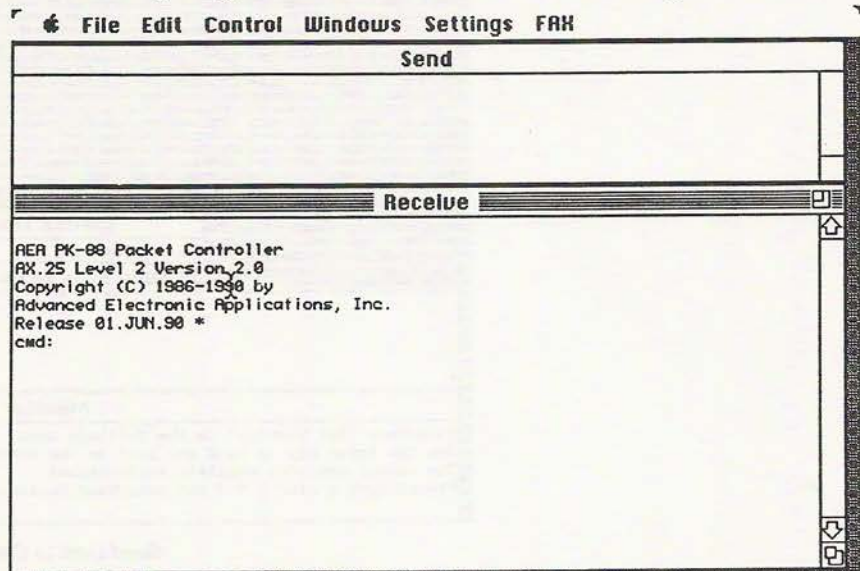 File Edit Control Windows Settings FAX
Send
Receive
AEA PK-88 Packet Controller
AX.25 Level 2 Version 2.0
Copyright (C) 1986-1990 by
Advanced Electronic Applications, Inc.
Release 01.JUN.90 *
cmd: